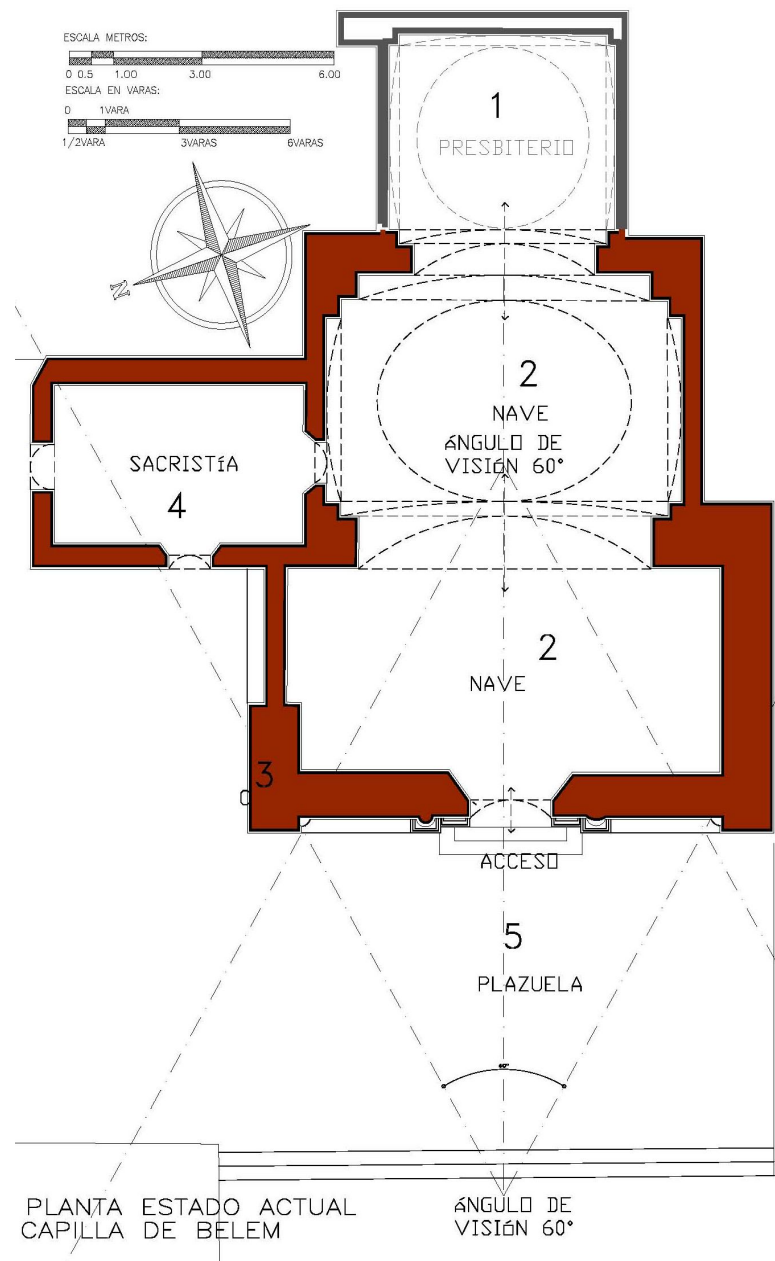 ESCALA METROS:
0 0.5 1.00 3.00 6.00
ESCALA EN VARAS:
0 1VARA
1/2VARA 3VARAS 6VARAS
N
1
PRESBITERIO
2
NAVE
ÁNGULO DE
VISIÓN 60°
SACRISTÍA
4
2
NAVE
3
ACCESO
5
PLAZUELA
60°
PLANTA ESTADO ACTUAL
CAPILLA DE BELEM
ÁNGULO DE
VISIÓN 60°